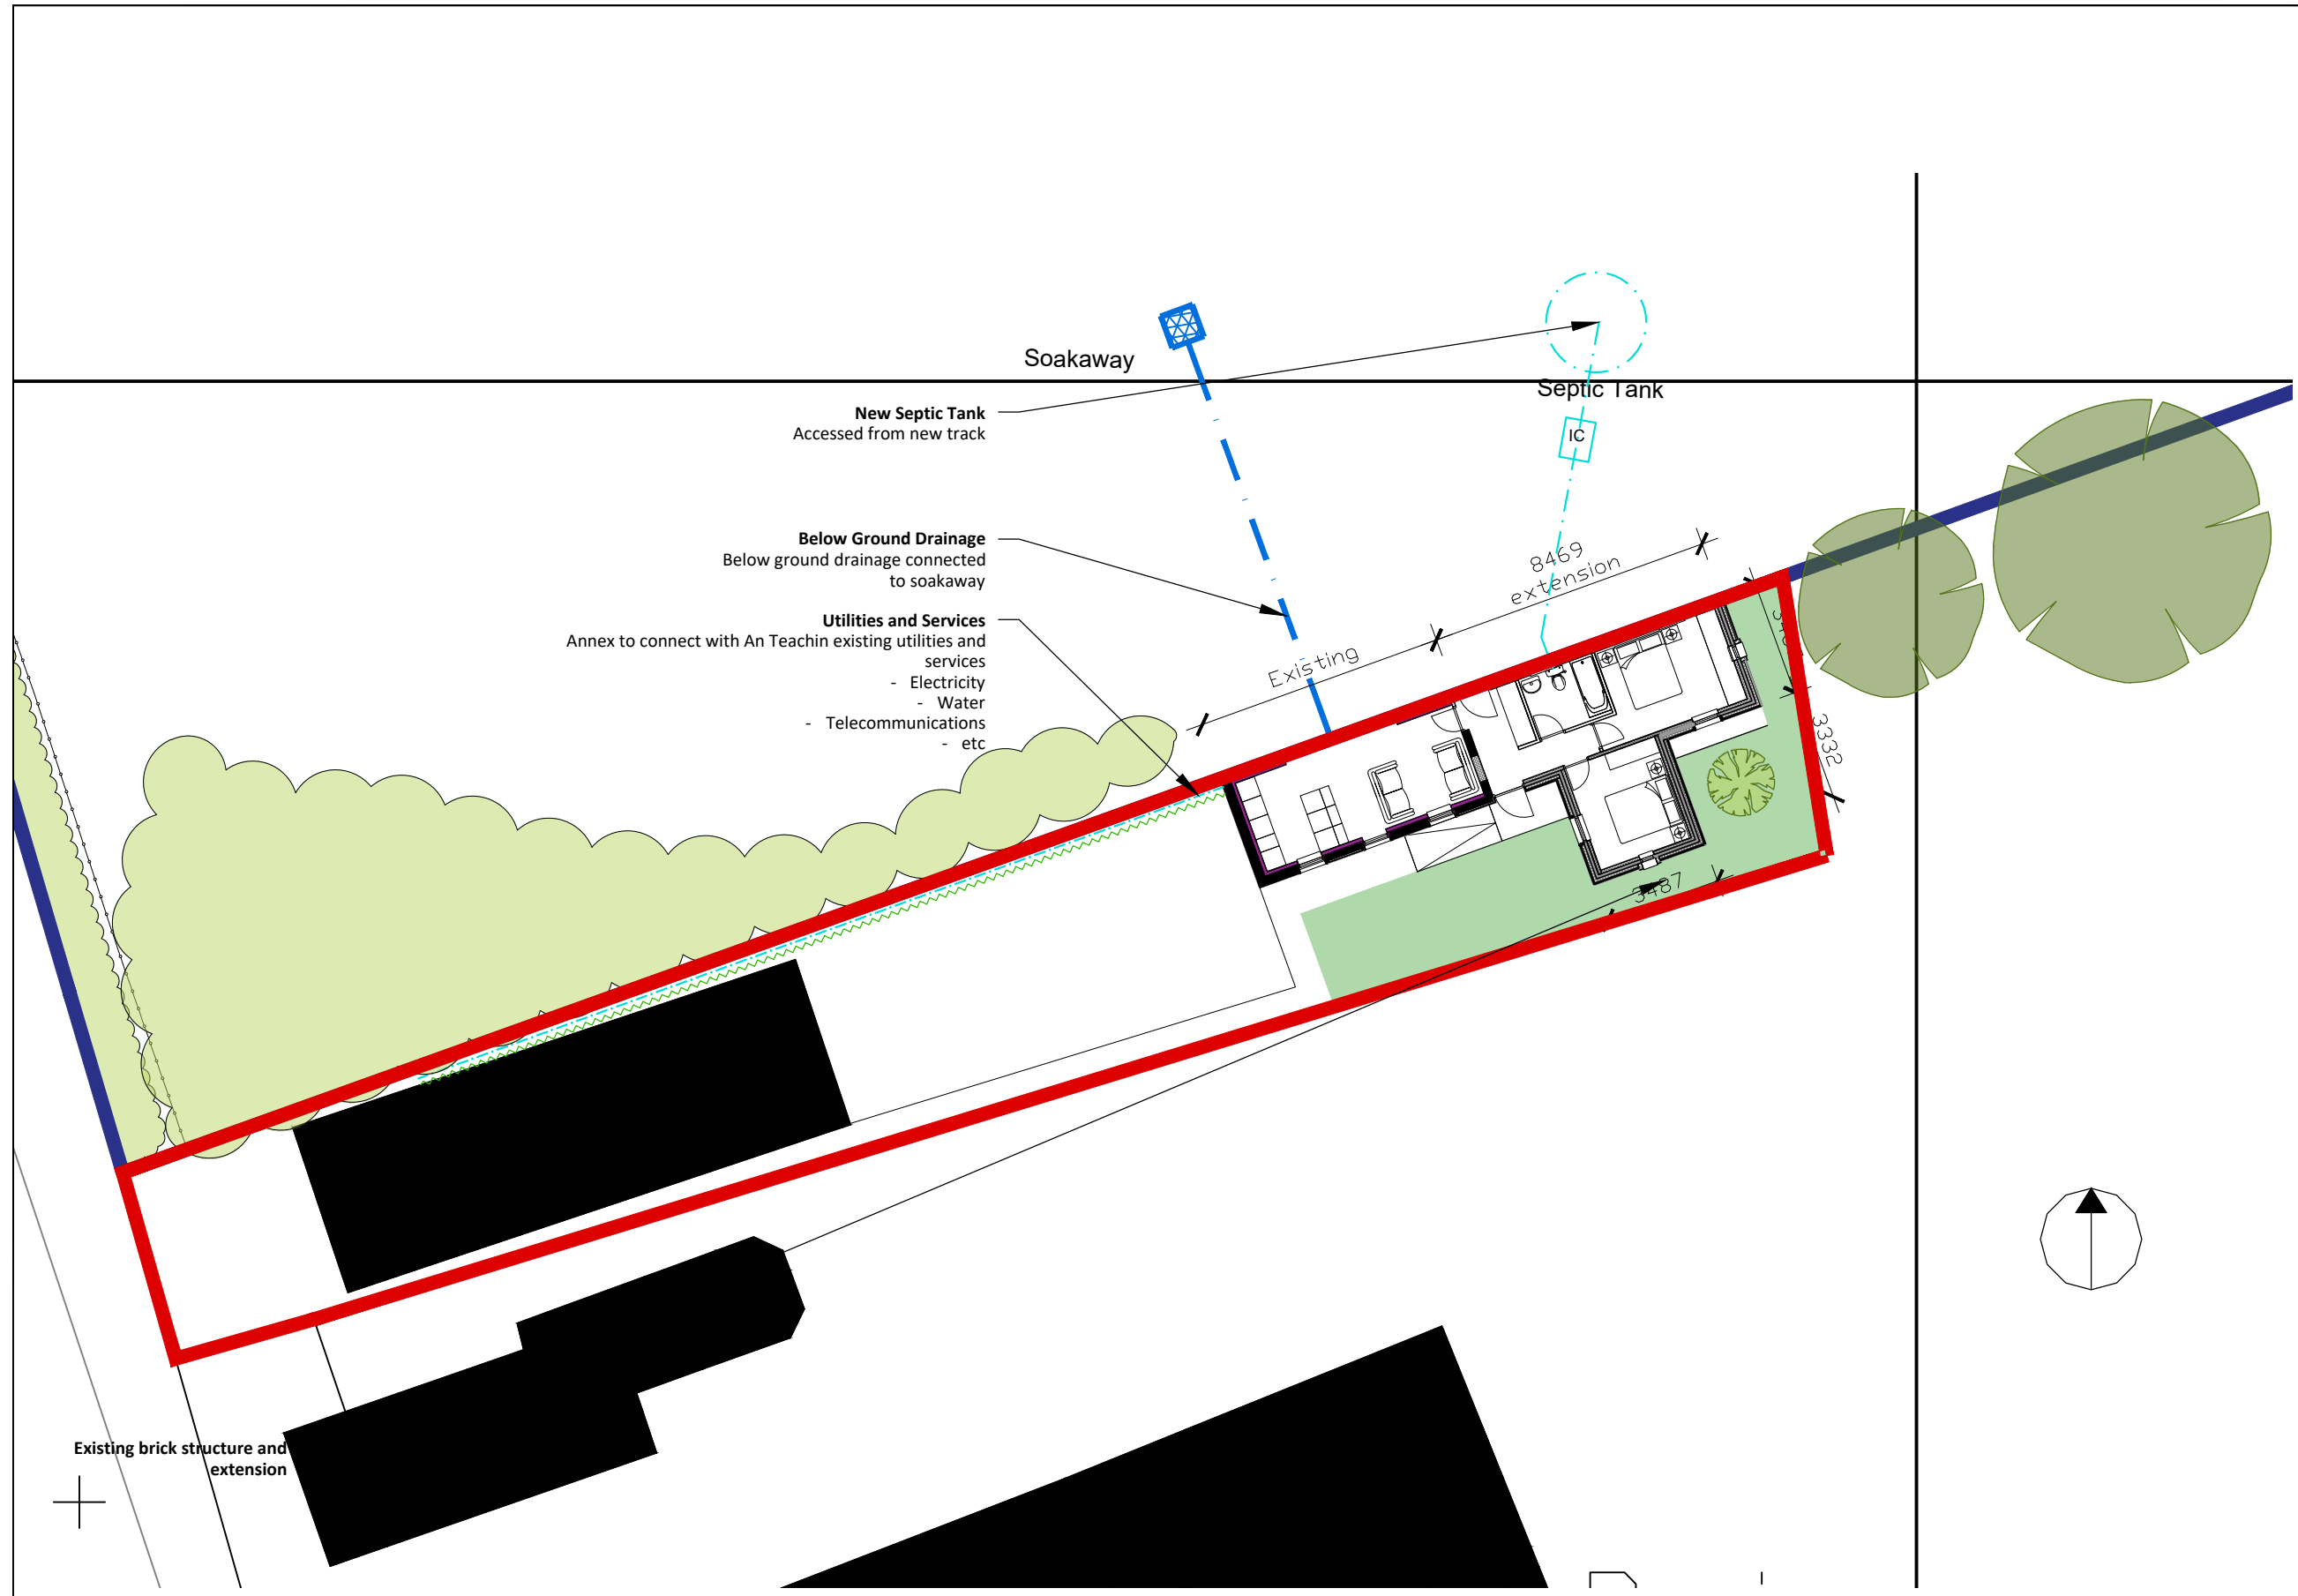 Soakaway
Septic Tank
New Septic Tank
Accessed from new track
IC
Below Ground Drainage
Below ground drainage connected
to soakaway
8469
extension
Utilities and Services
Annex to connect with An Teachin existing utilities and
services
- Electricity
- Water
- Telecommunications
- etc
Existing
3332
3487
Existing brick structure and
extension